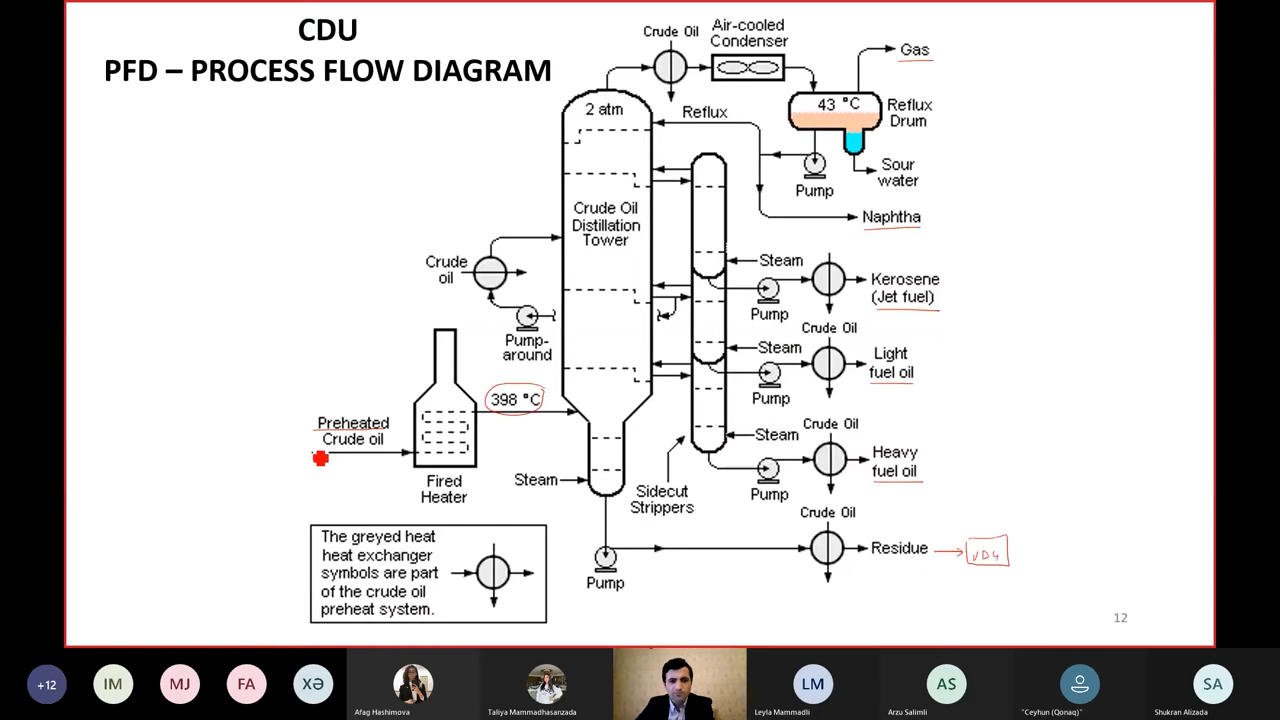 CDU
PFD – PROCESS FLOW DIAGRAM
Crude Oil
Air-cooled
Condenser
Gas
2 atm
Reflux
43 °C
Reflux
Drum
Sour
water
Pump
Naphtha
Crude Oil
Distillation
Tower
Crude
oil
Steam
Kerosene
(Jet fuel)
Pump
Crude Oil
Pump-
around
Steam
Light
fuel oil
Pump
398 °C
Preheated
Crude oil
Crude Oil
Steam
Heavy
fuel oil
Fired
Heater
Steam
Sidecut
Strippers
Pump
Crude Oil
The greyed heat
heat exchanger
symbols are part
of the crude oil
preheat system.
Residue
Pump
12
+12
IM
MJ
FA
XƏ
LM
AS
SA
Afag Hashimova
Taliya Mammadhasanzada
Leyla Mammadli
Arzu Salimli
"Ceyhun (Qonaq)"
Shukran Alizada